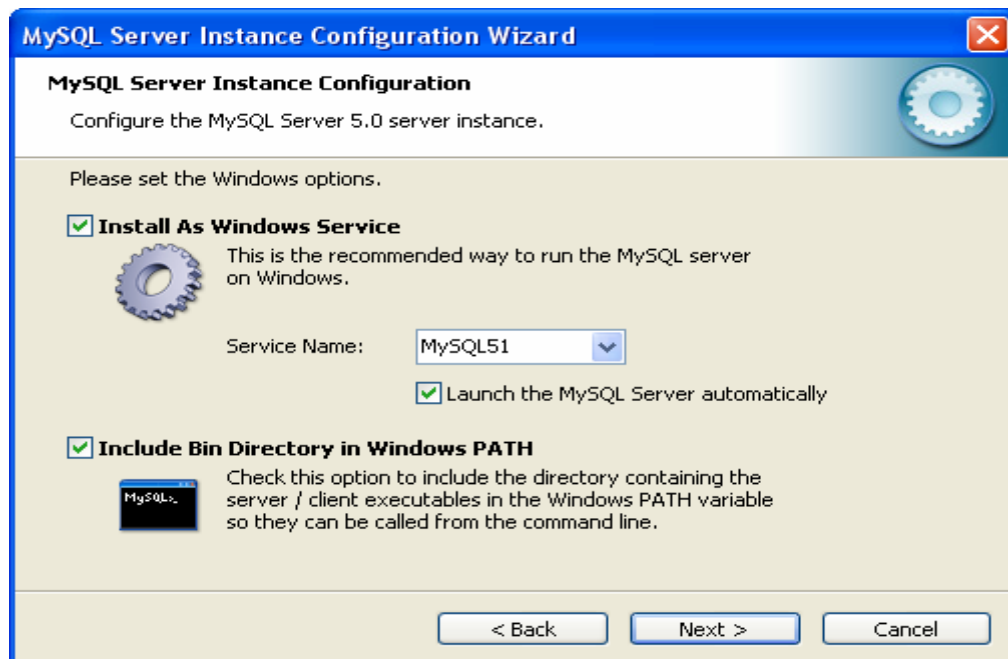 MySQL Server Instance Configuration Wizard
MySQL Server Instance Configuration
Configure the MySQL Server 5.0 server instance.
Please set the Windows options.
Install As Windows Service
This is the recommended way to run the MySQL server
on Windows.
Service Name:
MySQL51
Launch the MySQL Server automatically
Include Bin Directory in Windows PATH
MySQL>_
Check this option to include the directory containing the
server / client executables in the Windows PATH variable
so they can be called from the command line.
< Back
Next >
Cancel